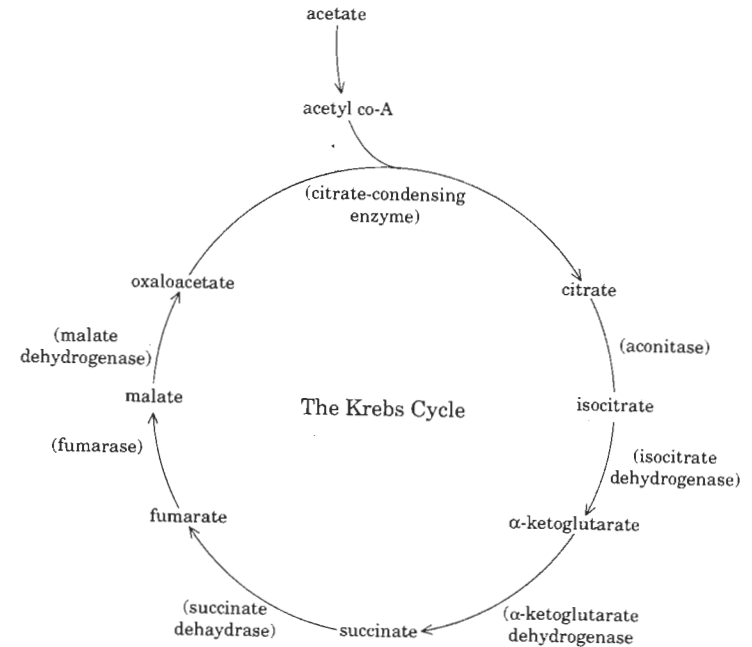 acetate
acetyl co-A
(citrate-condensing
enzyme)
oxaloacetate
citrate
(malate
dehydrogenase)
(aconitase)
malate
The Krebs Cycle
isocitrate
(fumarase)
(isocitrate
dehydrogenase)
fumarate
α-ketoglutarate
(succinate
dehaydrase)
succinate
(α-ketoglutarate
dehydrogenase